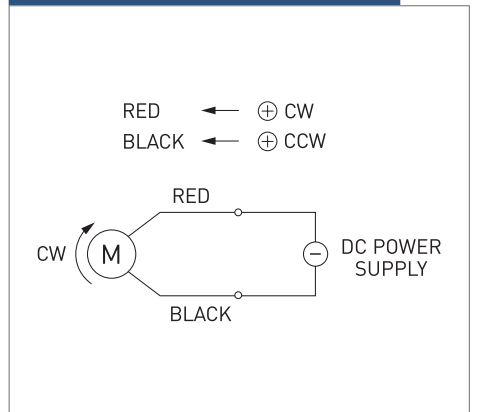 RED ← ⊕ CW
BLACK ← ⊕ CCW
RED
CW
M
−
DC POWER
SUPPLY
BLACK